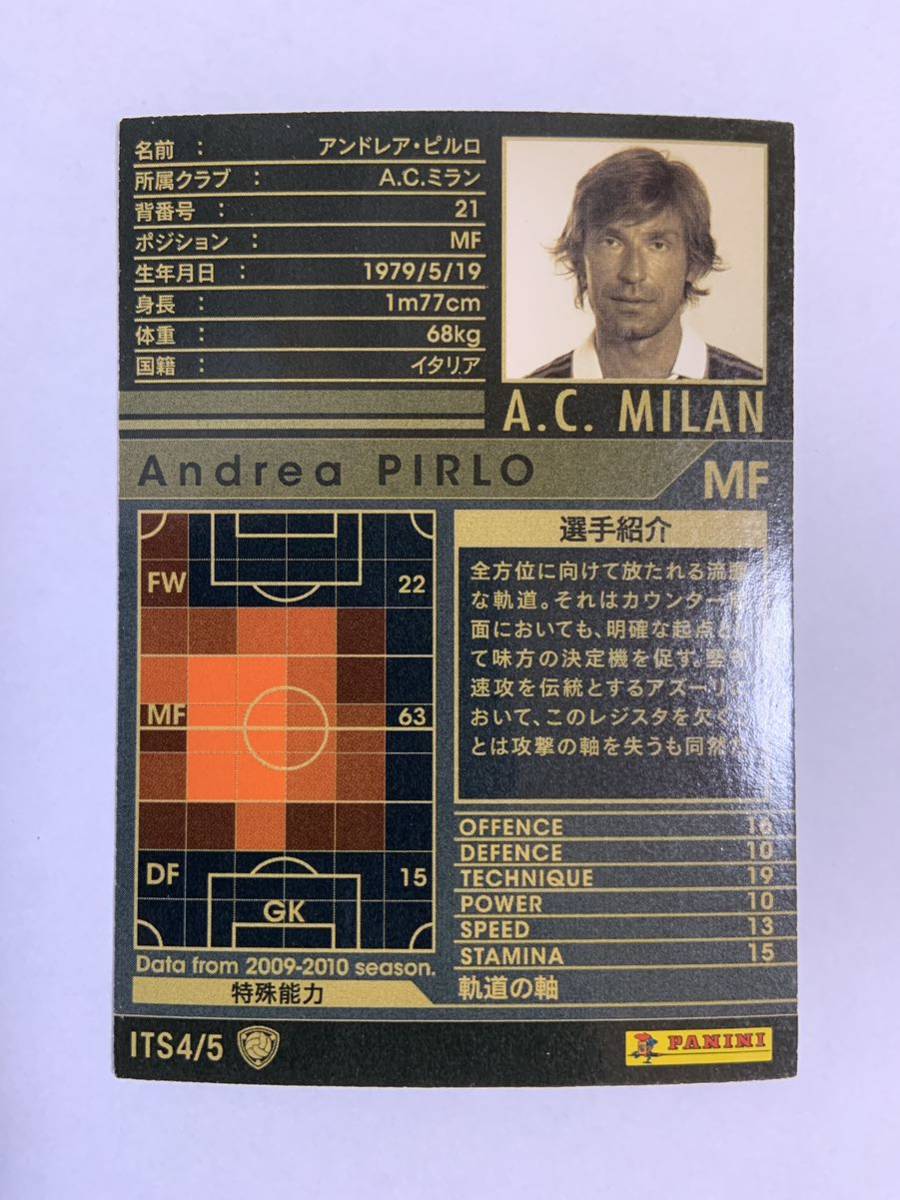 名前 : アンドレア・ピルロ
所属クラブ : A.C.ミラン
背番号 : 21
ポジション : MF
生年月日 : 1979/5/19
身長 : 1m77cm
体重 : 68kg
国籍 : イタリア
A.C. MILAN
Andrea PIRLO
MF
FW 22
MF 63
DF 15
GK
Data from 2009-2010 season.
特殊能力
選手紹介
全方位に向けて放たれる流
な軌道。それはカウンター
面においても、明確な起点と
て味方の決定機を促す。
速攻を伝統とするアズーリ
おいて、このレジスタを欠く
とは攻撃の軸を失うも同然
OFFENCE 16
DEFENCE 10
TECHNIQUE 19
POWER 10
SPEED 13
STAMINA 15
軌道の軸
ITS4/5
PANINI